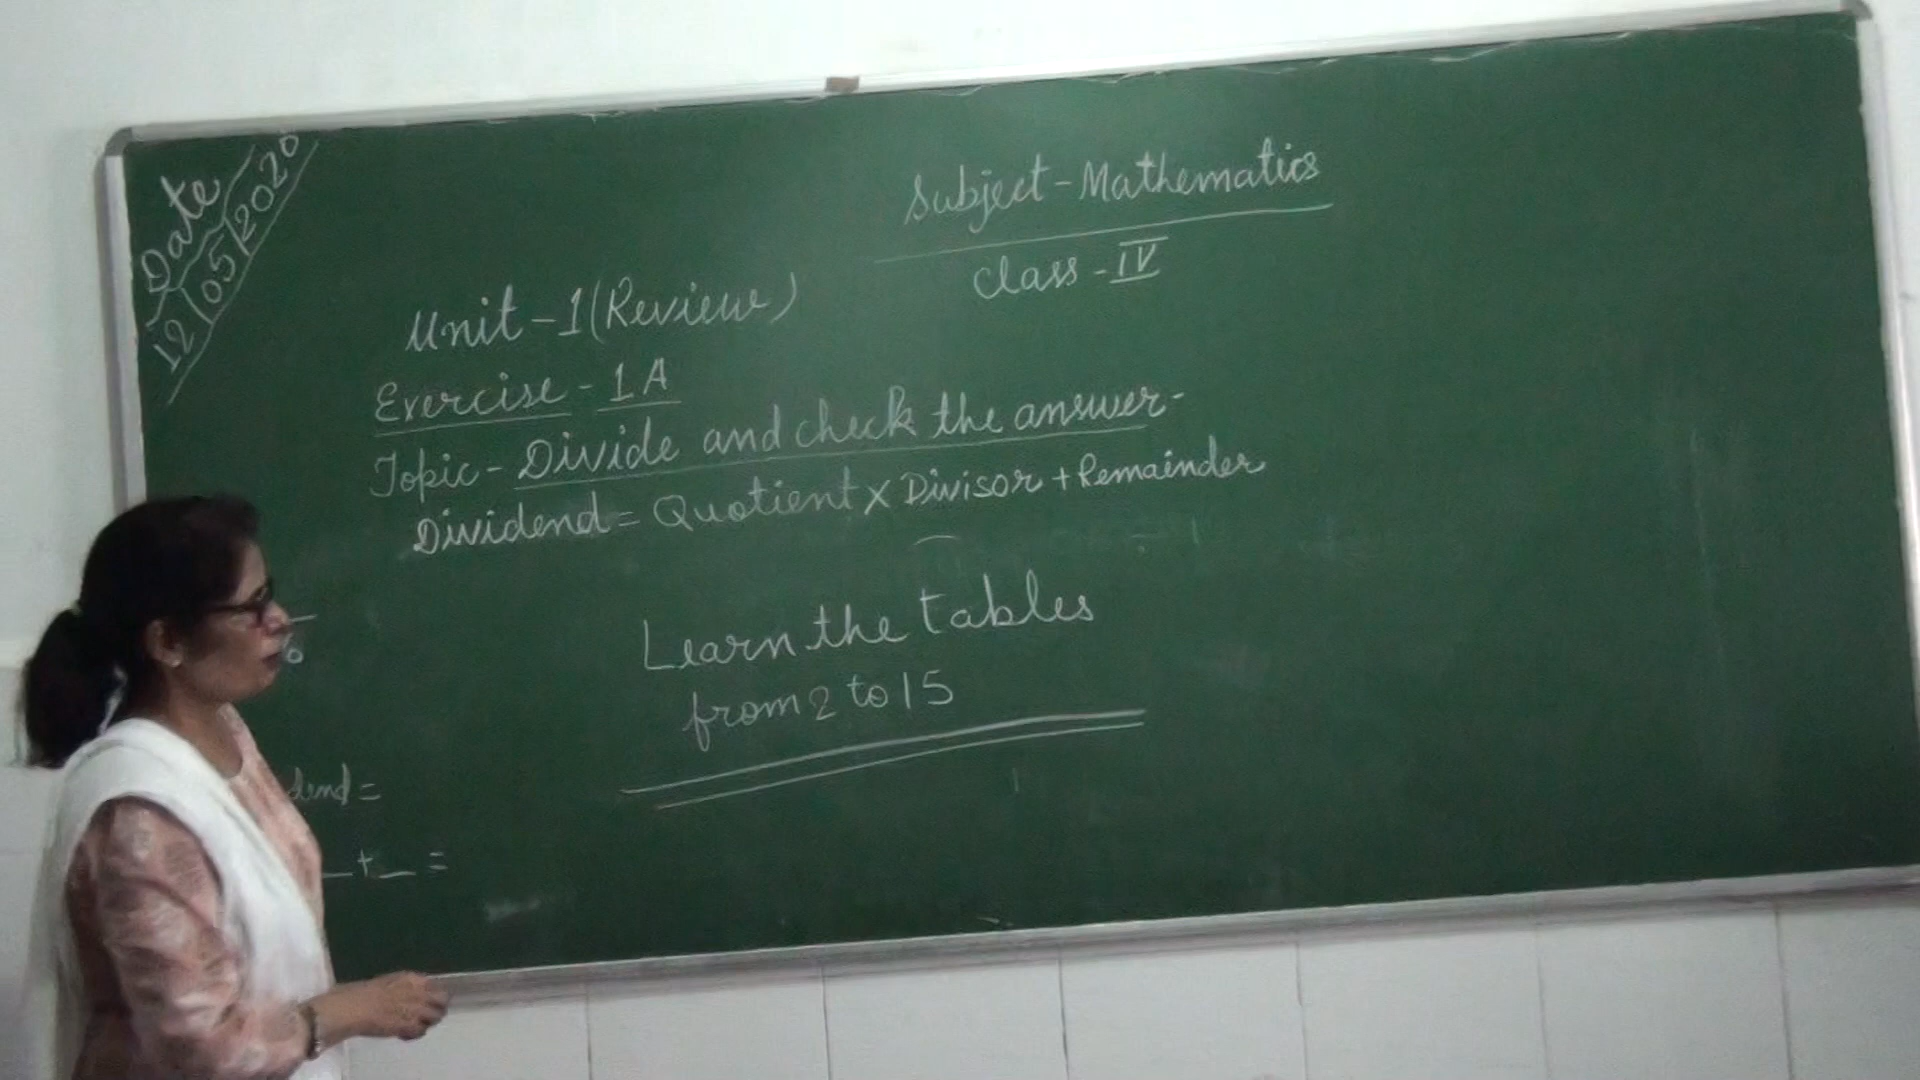 Date
12/05/2020
Subject-Mathematics
Class-IV
Unit-1(Review)
Exercise-1A
Topic-Divide and check the answer-
Dividend=Quotient×Divisor+Remainder
Learn the tables
from 2 to 15
dend=
_+_=